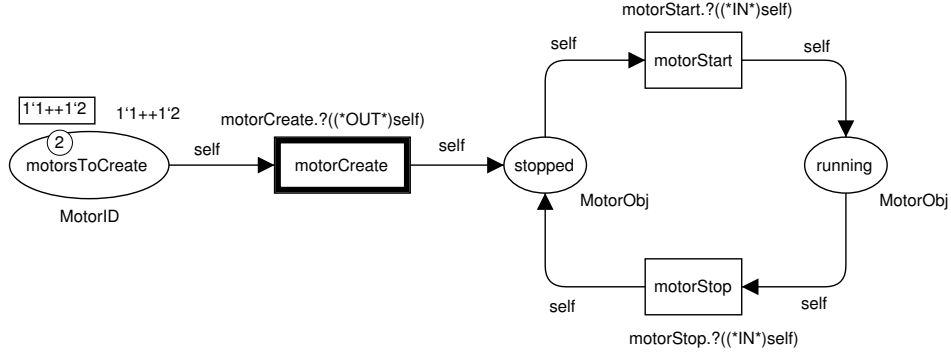 motorStart.?((*IN*)self)
self
motorStart
self
1‘1++1‘2
1‘1++1‘2
motorCreate.?((*OUT*)self)
2
motorsToCreate
self
motorCreate
self
stopped
running
MotorID
MotorObj
MotorObj
motorStop
self
self
motorStop.?((*IN*)self)